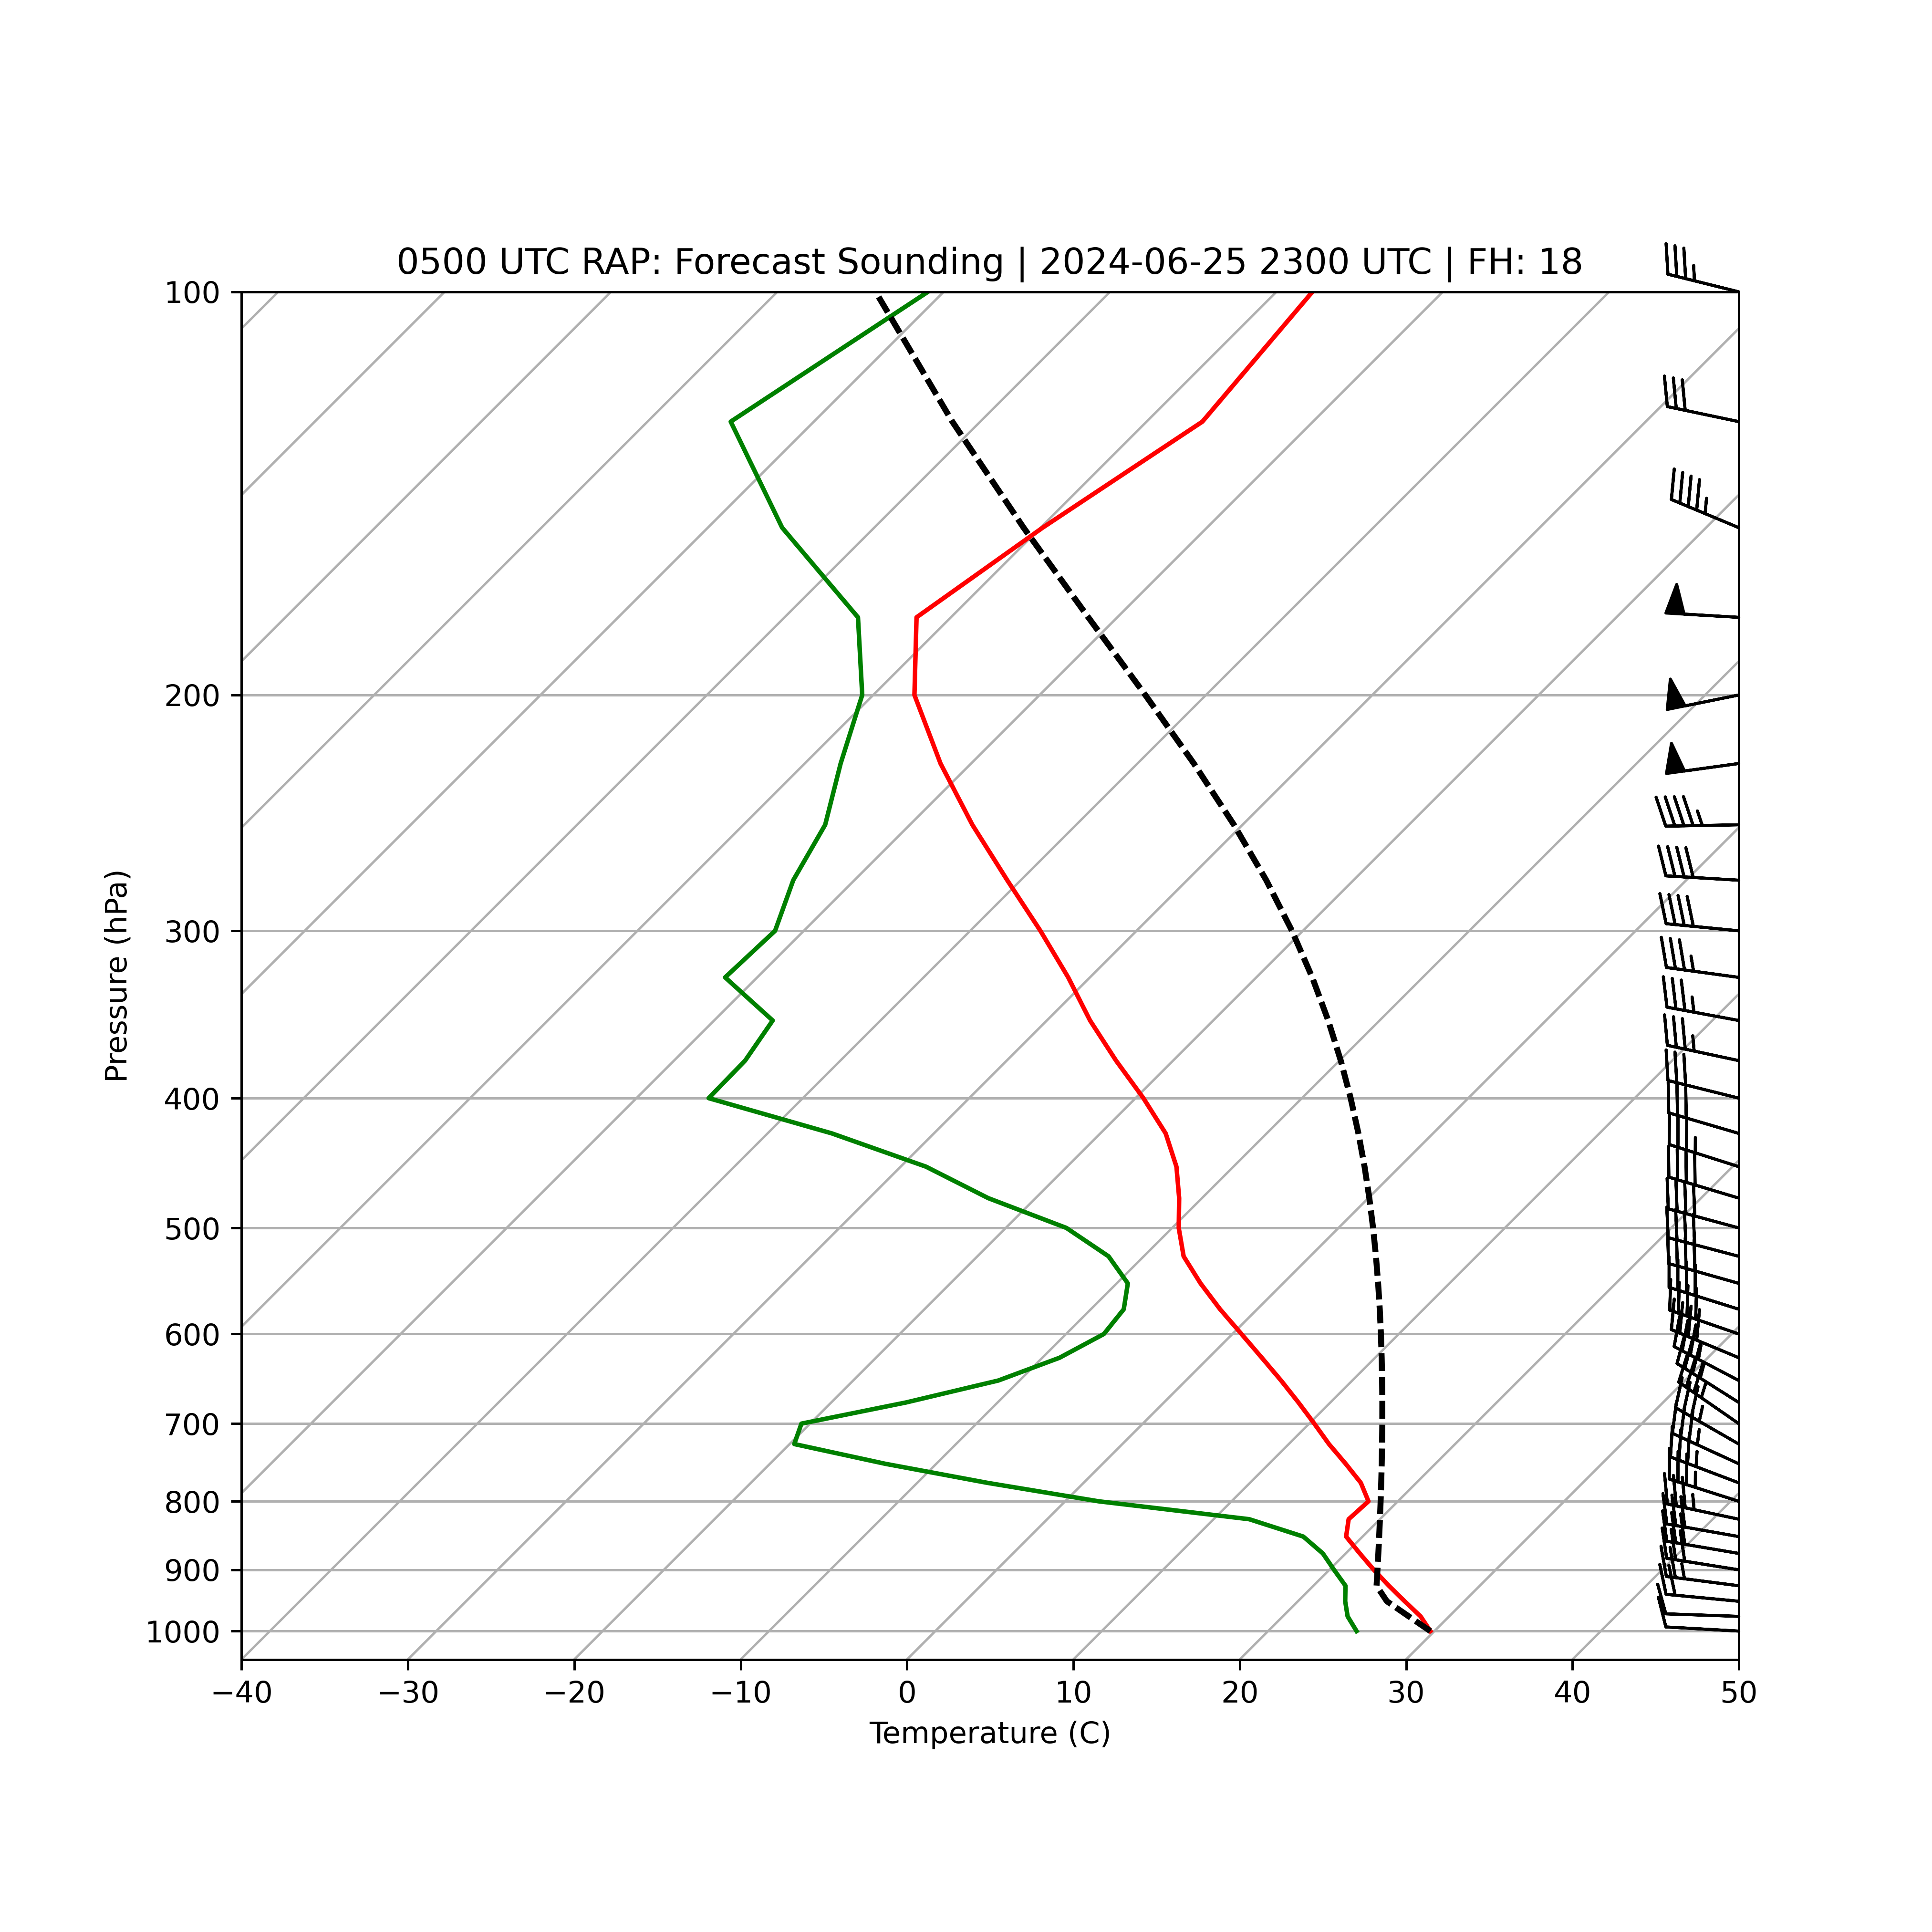 0500 UTC RAP: Forecast Sounding | 2024-06-25 2300 UTC | FH: 18
100
200
300
400
500
600
700
800
900
1000
Pressure (hPa)
−40 −30 −20 −10 0 10 20 30 40 50
Temperature (C)